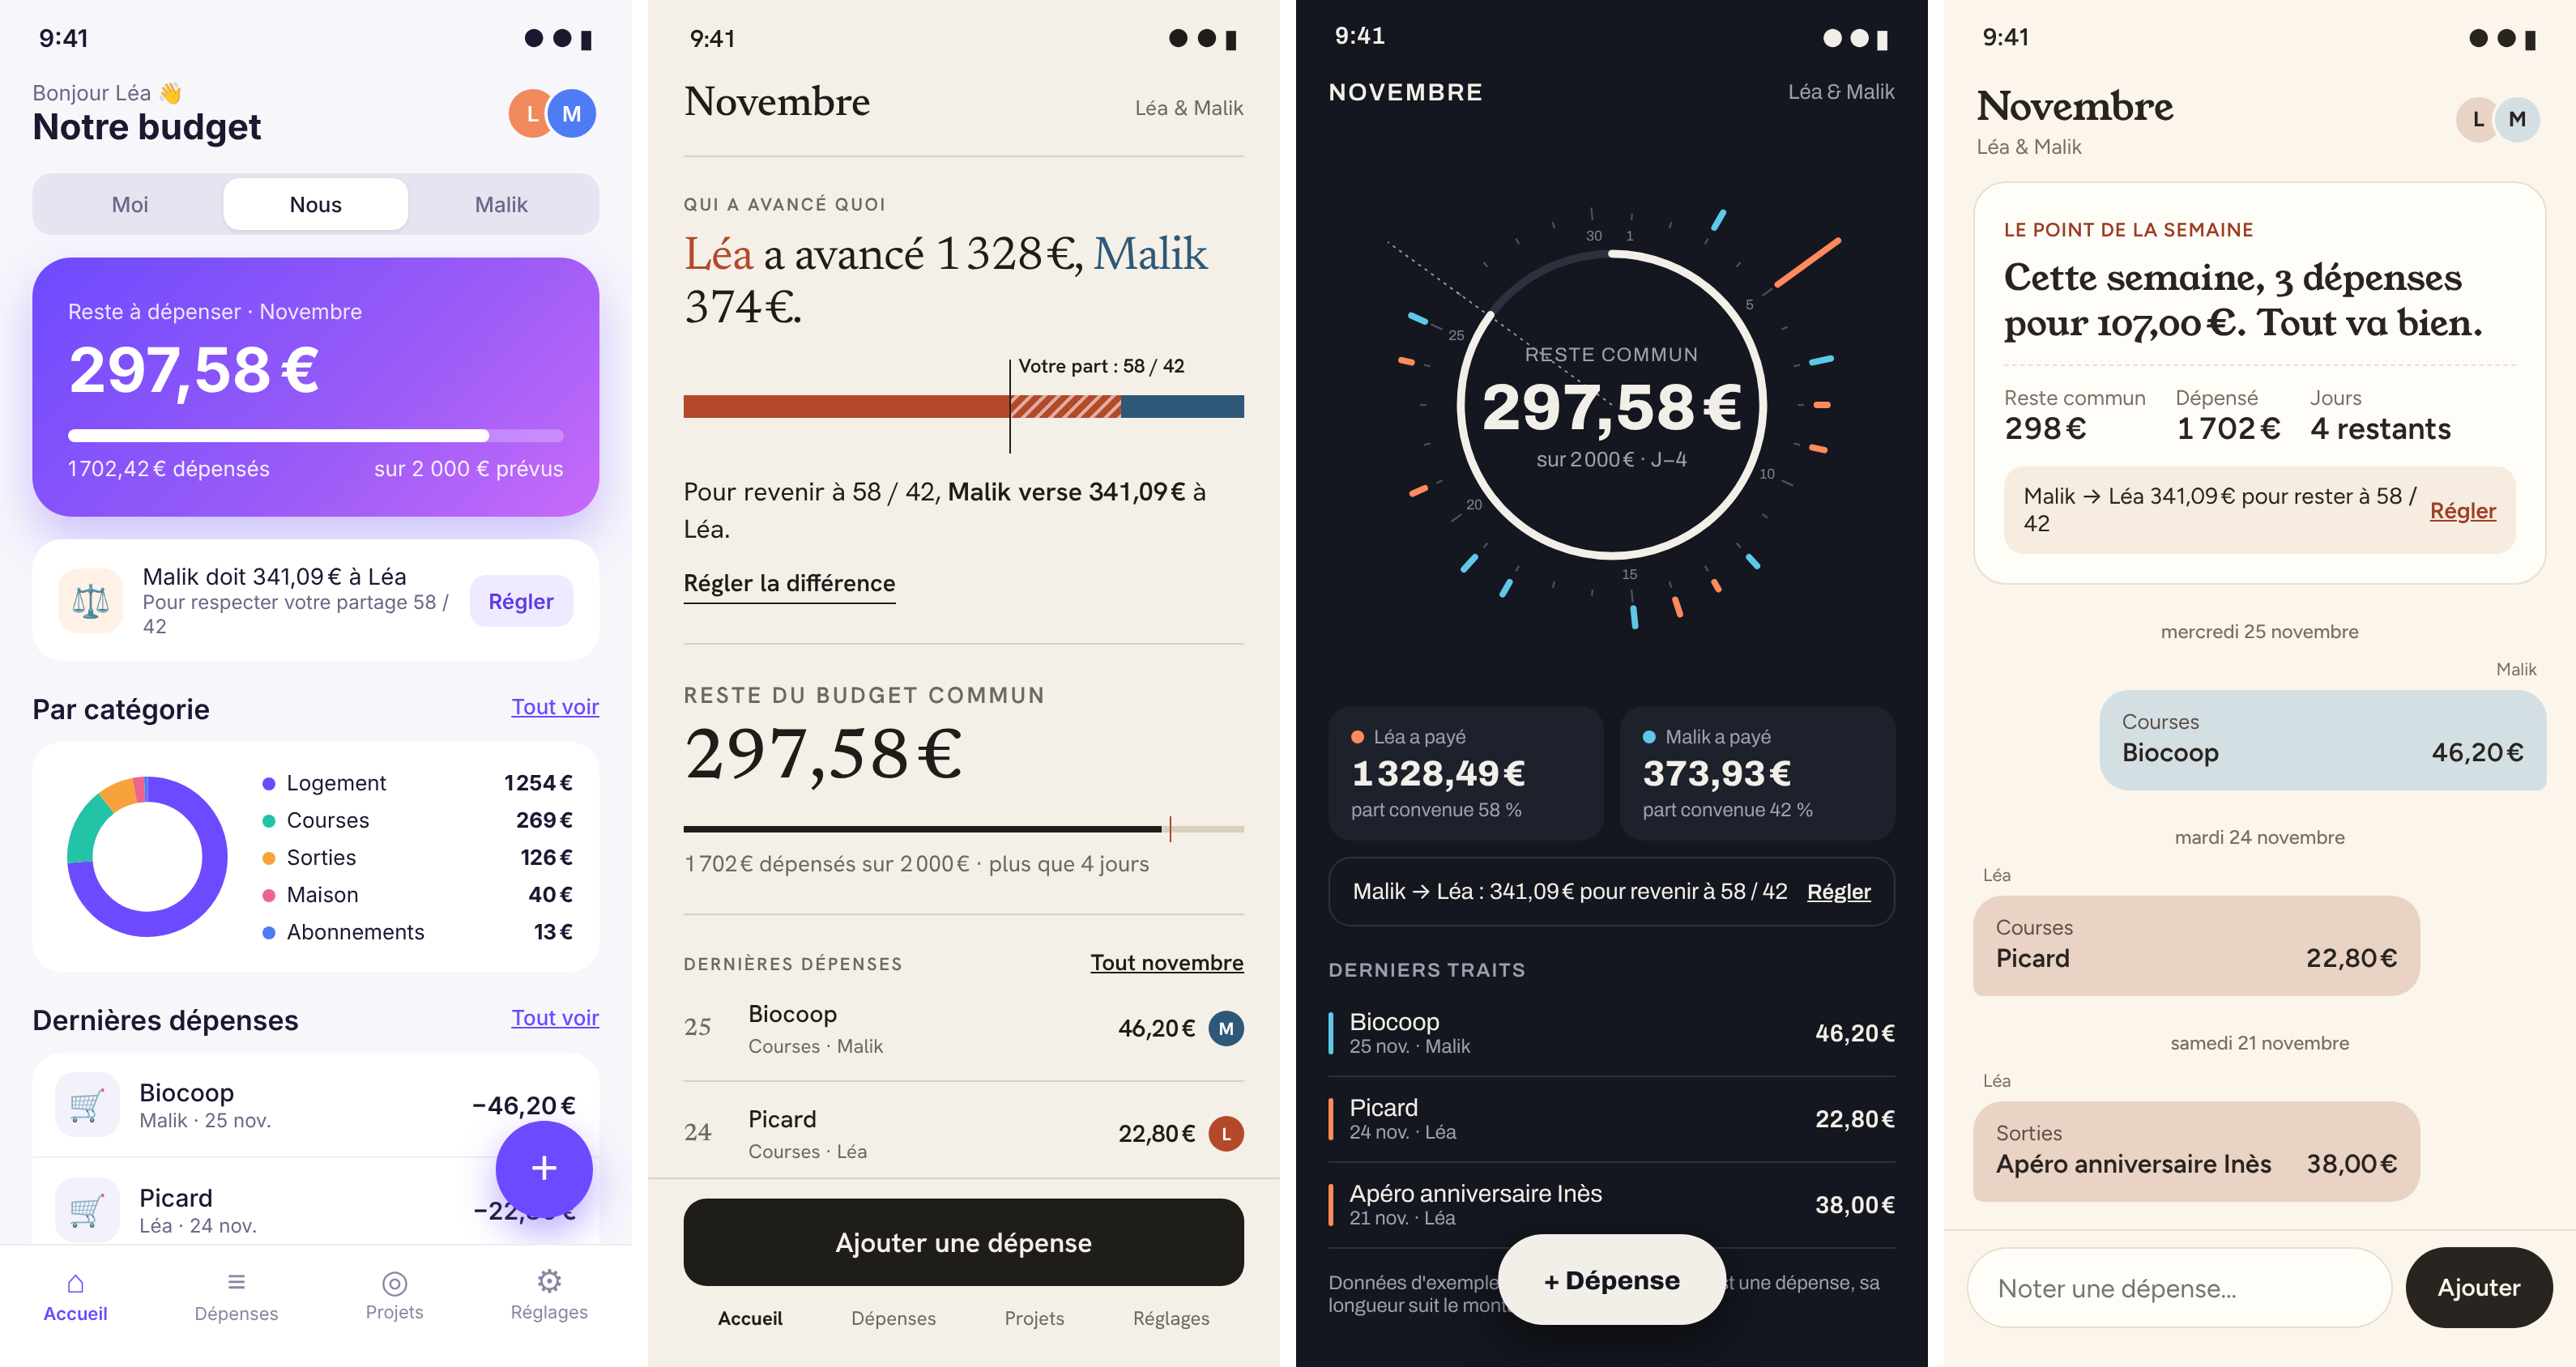 9:41
Bonjour Léa 👋
Notre budget
L M
Moi Nous Malik
Reste à dépenser · Novembre
297,58 €
1 702,42 € dépensés sur 2 000 € prévus
Malik doit 341,09 € à Léa
Pour respecter votre partage 58 /
42
Régler
Par catégorie Tout voir
Logement 1 254 €
Courses 269 €
Sorties 126 €
Maison 40 €
Abonnements 13 €
Dernières dépenses Tout voir
Biocoop
Malik · 25 nov.
−46,20 €
Picard
Léa · 24 nov.
+
Accueil Dépenses Projets Réglages
9:41
Novembre Léa & Malik
QUI A AVANCÉ QUOI
Léa a avancé 1 328 €, Malik
374 €.
Votre part : 58 / 42
Pour revenir à 58 / 42, Malik verse 341,09 € à
Léa.
Régler la différence
RESTE DU BUDGET COMMUN
297,58 €
1 702 € dépensés sur 2 000 € · plus que 4 jours
DERNIÈRES DÉPENSES Tout novembre
25 Biocoop 46,20 € M
Courses · Malik
24 Picard 22,80 € L
Courses · Léa
Ajouter une dépense
Accueil Dépenses Projets Réglages
9:41
NOVEMBRE Léa & Malik
30 1
5
25
RESTE COMMUN
297,58 €
sur 2 000 € · J−4
10
20
15
Léa a payé
1 328,49 €
part convenue 58 %
Malik a payé
373,93 €
part convenue 42 %
Malik → Léa : 341,09 € pour revenir à 58 / 42 Régler
DERNIERS TRAITS
Biocoop 46,20 €
25 nov. · Malik
Picard 22,80 €
24 nov. · Léa
Apéro anniversaire Inès 38,00 €
21 nov. · Léa
Données d'exemple
une dépense, sa
longueur suit le
+ Dépense
9:41
Novembre
Léa & Malik
L M
LE POINT DE LA SEMAINE
Cette semaine, 3 dépenses
pour 107,00 €. Tout va bien.
Reste commun Dépensé Jours
298 € 1 702 € 4 restants
Malik → Léa 341,09 € pour rester à 58 /
42
Régler
mercredi 25 novembre
Malik
Courses
Biocoop 46,20 €
mardi 24 novembre
Léa
Courses
Picard 22,80 €
samedi 21 novembre
Léa
Sorties
Apéro anniversaire Inès 38,00 €
Noter une dépense… Ajouter